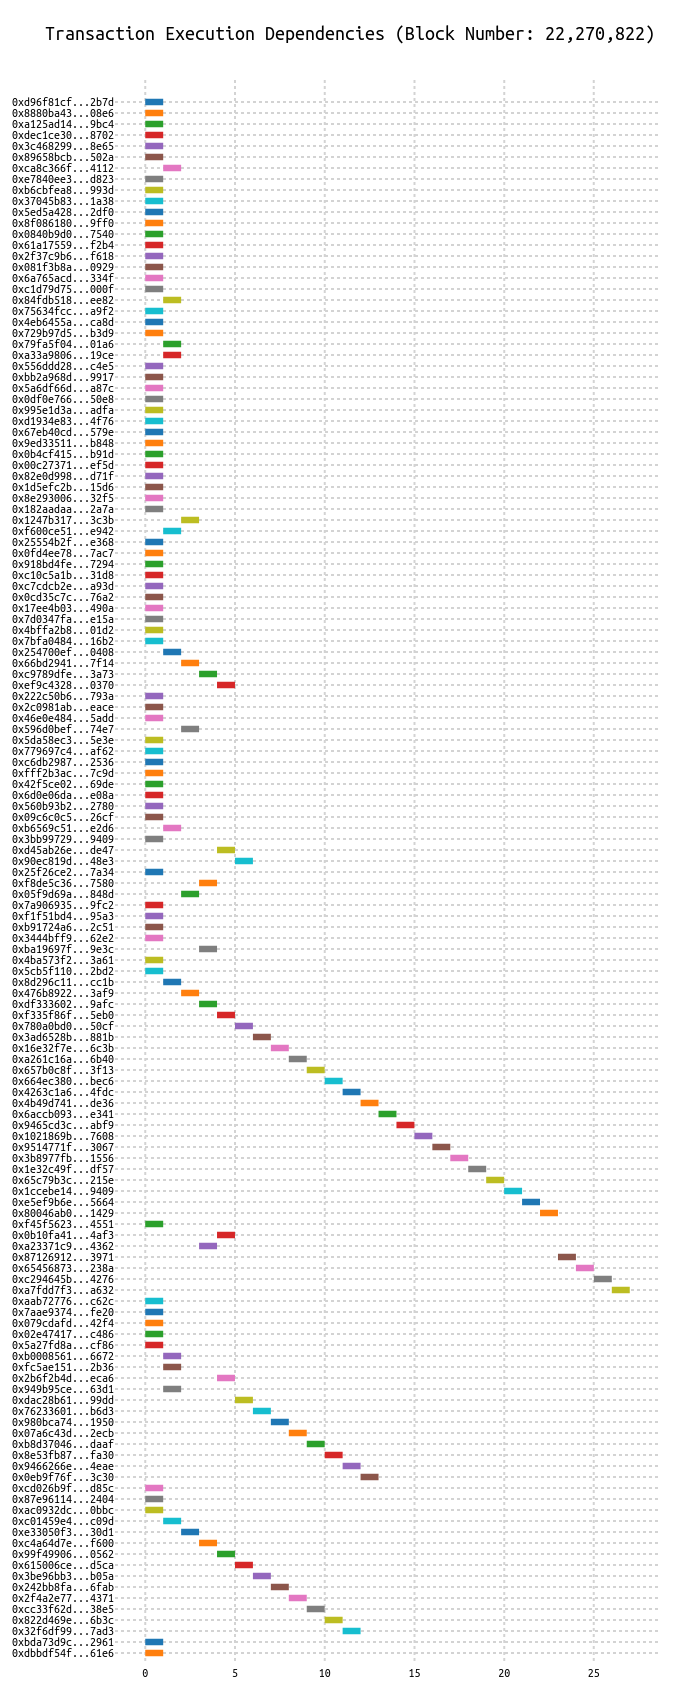 Transaction Execution Dependencies (Block Number: 22,270,822)
0xd96f81cf...2b7d
0x8880ba43...08e6
0xa125ad14...9bc4
0xdec1ce30...8702
0x3c468299...8e65
0x89658bcb...502a
0xca8c366f...4112
0xe7840ee3...d823
0xb6cbfea8...993d
0x37045b83...1a38
0x5ed5a428...2df0
0x8f086180...9ff0
0x0840b9d0...7540
0x61a17559...f2b4
0x2f37c9b6...f618
0x081f3b8a...0929
0x6a765acd...334f
0xc1d79d75...000f
0x84fdb518...ee82
0x75634fcc...a9f2
0x4eb6455a...ca8d
0x729b97d5...b3d9
0x79fa5f04...01a6
0xa33a9806...19ce
0x556ddd28...c4e5
0xbb2a968d...9917
0x5a6df66d...a87c
0x0df0e766...50e8
0x995e1d3a...adfa
0xd1934e83...4f76
0x67eb40cd...579e
0x9ed33511...b848
0x0b4cf415...b91d
0x00c27371...ef5d
0x82e0d998...d71f
0x1d5efc2b...15d6
0x8e293006...32f5
0x182aadaa...2a7a
0x1247b317...3c3b
0xf600ce51...e942
0x25554b2f...e368
0x0fd4ee78...7ac7
0x918bd4fe...7294
0xc10c5a1b...31d8
0xc7cdcb2e...a93d
0x0cd35c7c...76a2
0x17ee4b03...490a
0x7d0347fa...e15a
0x4bffa2b8...01d2
0x7bfa0484...16b2
0x254700ef...0408
0x66bd2941...7f14
0xc9789dfe...3a73
0xef9c4328...0370
0x222c50b6...793a
0x2c0981ab...eace
0x46e0e484...5add
0x596d0bef...74e7
0x5da58ec3...5e3e
0x779697c4...af62
0xc6db2987...2536
0xfff2b3ac...7c9d
0x42f5ce02...69de
0x6d0e06da...e08a
0x560b93b2...2780
0x09c6c0c5...26cf
0xb6569c51...e2d6
0x3bb99729...9409
0xd45ab26e...de47
0x90ec819d...48e3
0x25f26ce2...7a34
0xf8de5c36...7580
0x05f9d69a...848d
0x7a906935...9fc2
0xf1f51bd4...95a3
0xb91724a6...2c51
0x3444bff9...62e2
0xba19697f...9e3c
0x4ba573f2...3a61
0x5cb5f110...2bd2
0x8d296c11...cc1b
0x476b8922...3af9
0xdf333602...9afc
0xf335f86f...5eb0
0x780a0bd0...50cf
0x3ad6528b...881b
0x16e32f7e...6c3b
0xa261c16a...6b40
0x657b0c8f...3f13
0x664ec380...bec6
0x4263c1a6...4fdc
0x4b49d741...de36
0x6accb093...e341
0x9465cd3c...abf9
0x1021869b...7608
0x9514771f...3067
0x3b8977fb...1556
0x1e32c49f...df57
0x65c79b3c...215e
0x1ccebe14...9409
0xe5ef9b6e...5664
0x80046ab0...1429
0xf45f5623...4551
0x0b10fa41...4af3
0xa23371c9...4362
0x87126912...3971
0x65456873...238a
0xc294645b...4276
0xa7fdd7f3...a632
0xaab72776...c62c
0x7aae9374...fe20
0x079cdafd...42f4
0x02e47417...c486
0x5a27fd8a...cf86
0xb0008561...6672
0xfc5ae151...2b36
0x2b6f2b4d...eca6
0x949b95ce...63d1
0xdac28b61...99dd
0x76233601...b6d3
0x980bca74...1950
0x07a6c43d...2ecb
0xb8d37046...daaf
0x8e53fb87...fa30
0x9466266e...4eae
0x0eb9f76f...3c30
0xcd026b9f...d85c
0x87e96114...2404
0xac0932dc...0bbc
0xc01459e4...c09d
0xe33050f3...30d1
0xc4a64d7e...f600
0x99f49906...0562
0x615006ce...d5ca
0x3be96bb3...b05a
0x242bb8fa...6fab
0x2f4a2e77...4371
0xcc33f62d...38e5
0x822d469e...6b3c
0x32f6df99...7ad3
0xbda73d9c...2961
0xdbbdf54f...61e6
0 5 10 15 20 25